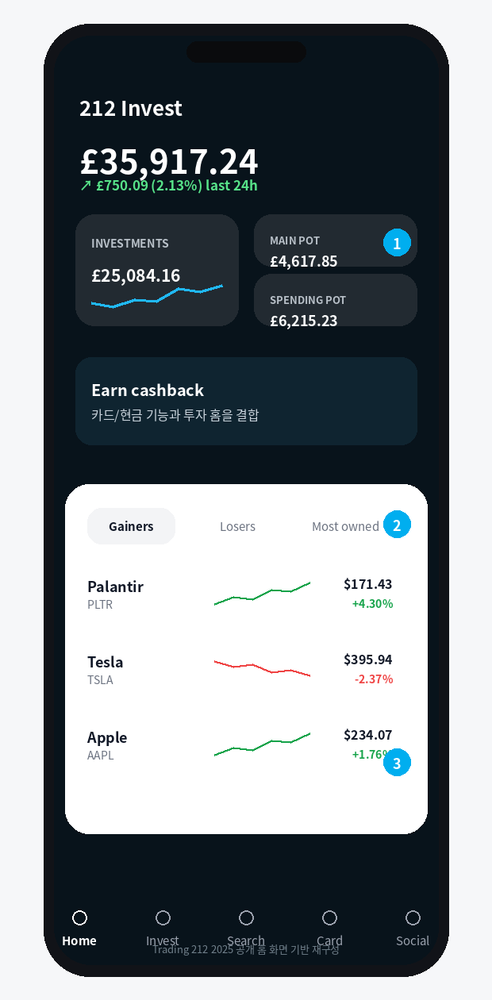 212 Invest
£35,917.24
↗ £750.09 (2.13%) last 24h
INVESTMENTS
£25,084.16
MAIN POT
1
£4,617.85
SPENDING POT
£6,215.23
Earn cashback
카드/현금 기능과 투자 홈을 결합
Gainers Losers Most owned 2
Palantir $171.43
PLTR +4.30%
Tesla $395.94
TSLA -2.37%
Apple $234.07
AAPL +1.76%
3
Home Invest Search Card Social
Trading 212 2025 공개 홈 화면 기반 재구성